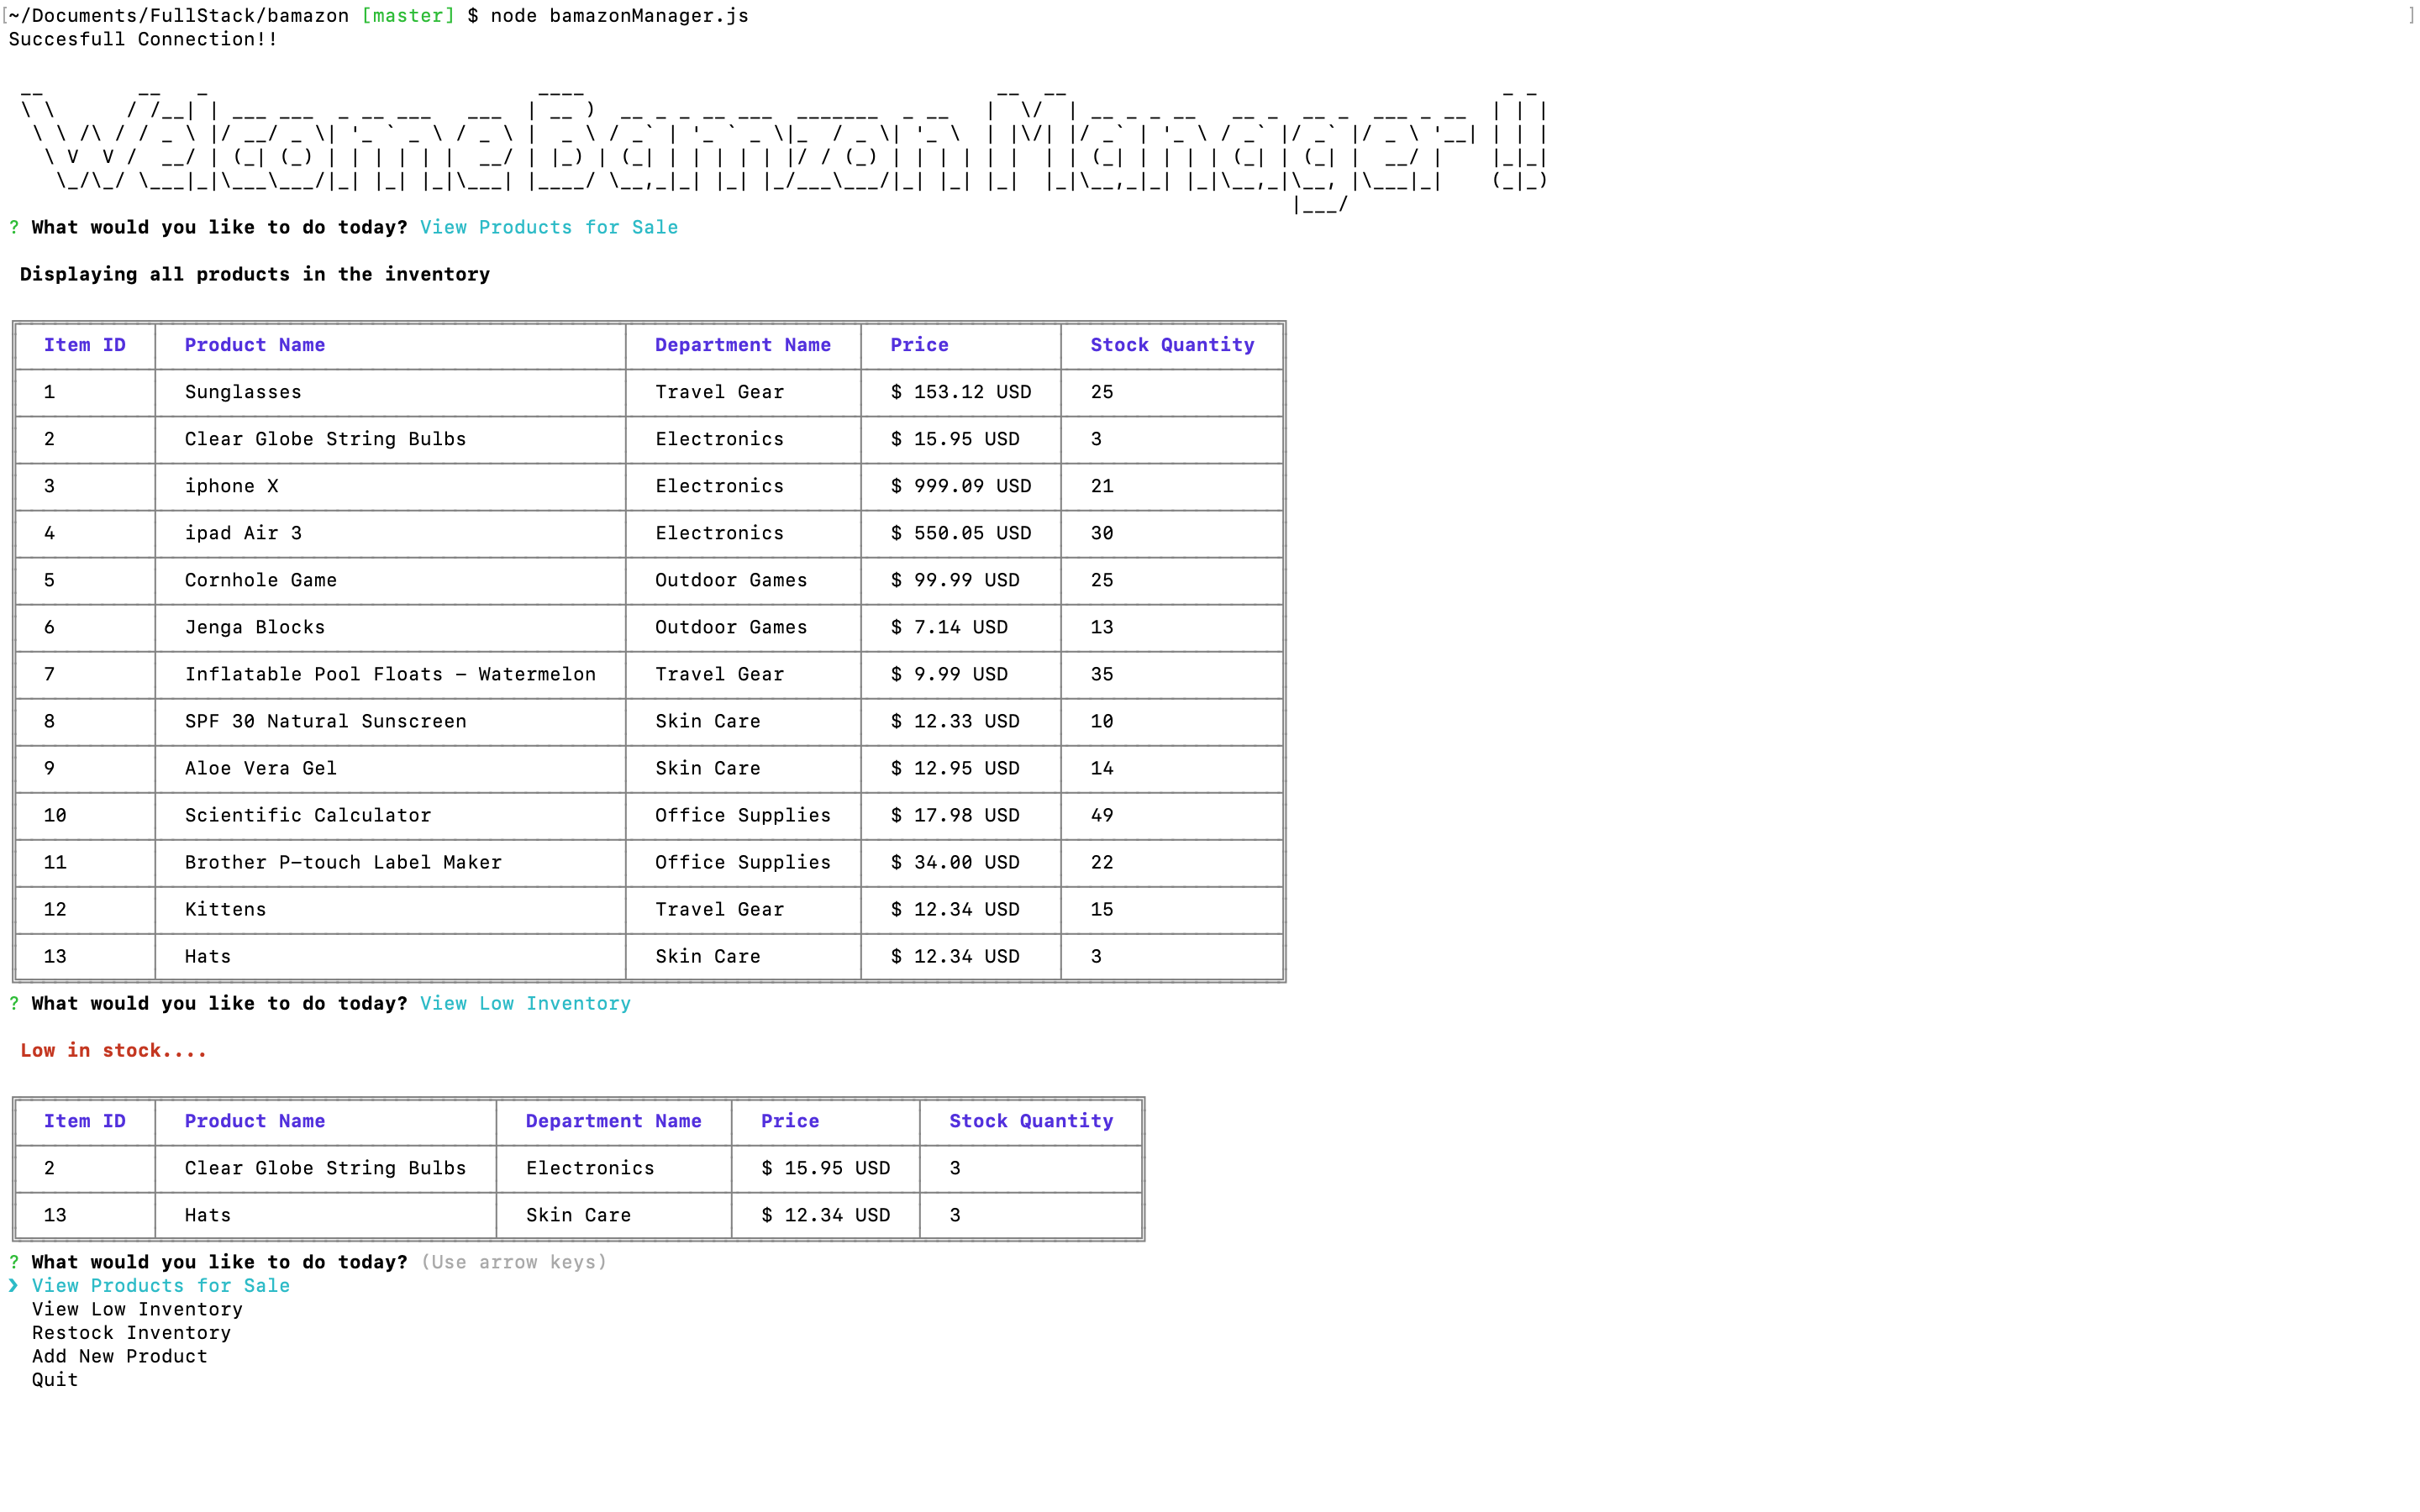 [~/Documents/FullStack/bamazon [master] $ node bamazonManager.js ]
Succesfull Connection!!
Welcome Bamzon Manager !!
? What would you like to do today? View Products for Sale
Displaying all products in the inventory
Item ID Product Name Department Name Price Stock Quantity
1 Sunglasses Travel Gear $ 153.12 USD 25
2 Clear Globe String Bulbs Electronics $ 15.95 USD 3
3 iphone X Electronics $ 999.09 USD 21
4 ipad Air 3 Electronics $ 550.05 USD 30
5 Cornhole Game Outdoor Games $ 99.99 USD 25
6 Jenga Blocks Outdoor Games $ 7.14 USD 13
7 Inflatable Pool Floats – Watermelon Travel Gear $ 9.99 USD 35
8 SPF 30 Natural Sunscreen Skin Care $ 12.33 USD 10
9 Aloe Vera Gel Skin Care $ 12.95 USD 14
10 Scientific Calculator Office Supplies $ 17.98 USD 49
11 Brother P-touch Label Maker Office Supplies $ 34.00 USD 22
12 Kittens Travel Gear $ 12.34 USD 15
13 Hats Skin Care $ 12.34 USD 3
? What would you like to do today? View Low Inventory
Low in stock....
Item ID Product Name Department Name Price Stock Quantity
2 Clear Globe String Bulbs Electronics $ 15.95 USD 3
13 Hats Skin Care $ 12.34 USD 3
? What would you like to do today? (Use arrow keys)
❯ View Products for Sale
View Low Inventory
Restock Inventory
Add New Product
Quit